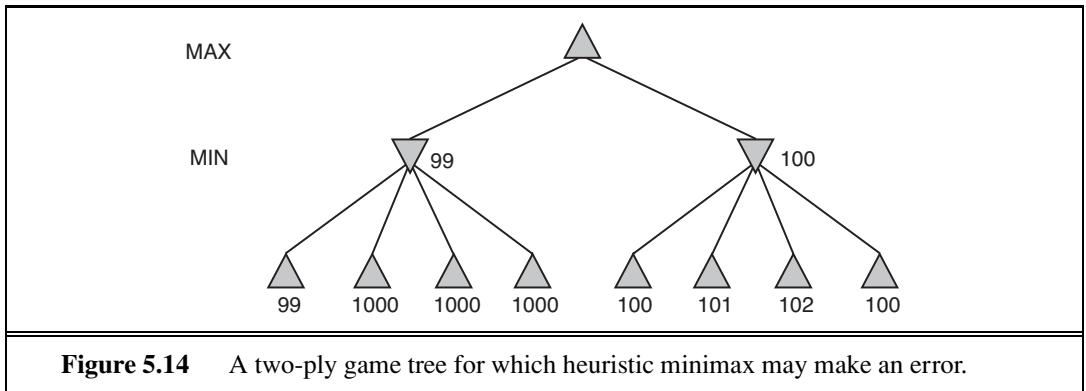 MAX
MIN
99
100
99 1000 1000 1000 100 101 102 100
Figure 5.14 A two-ply game tree for which heuristic minimax may make an error.